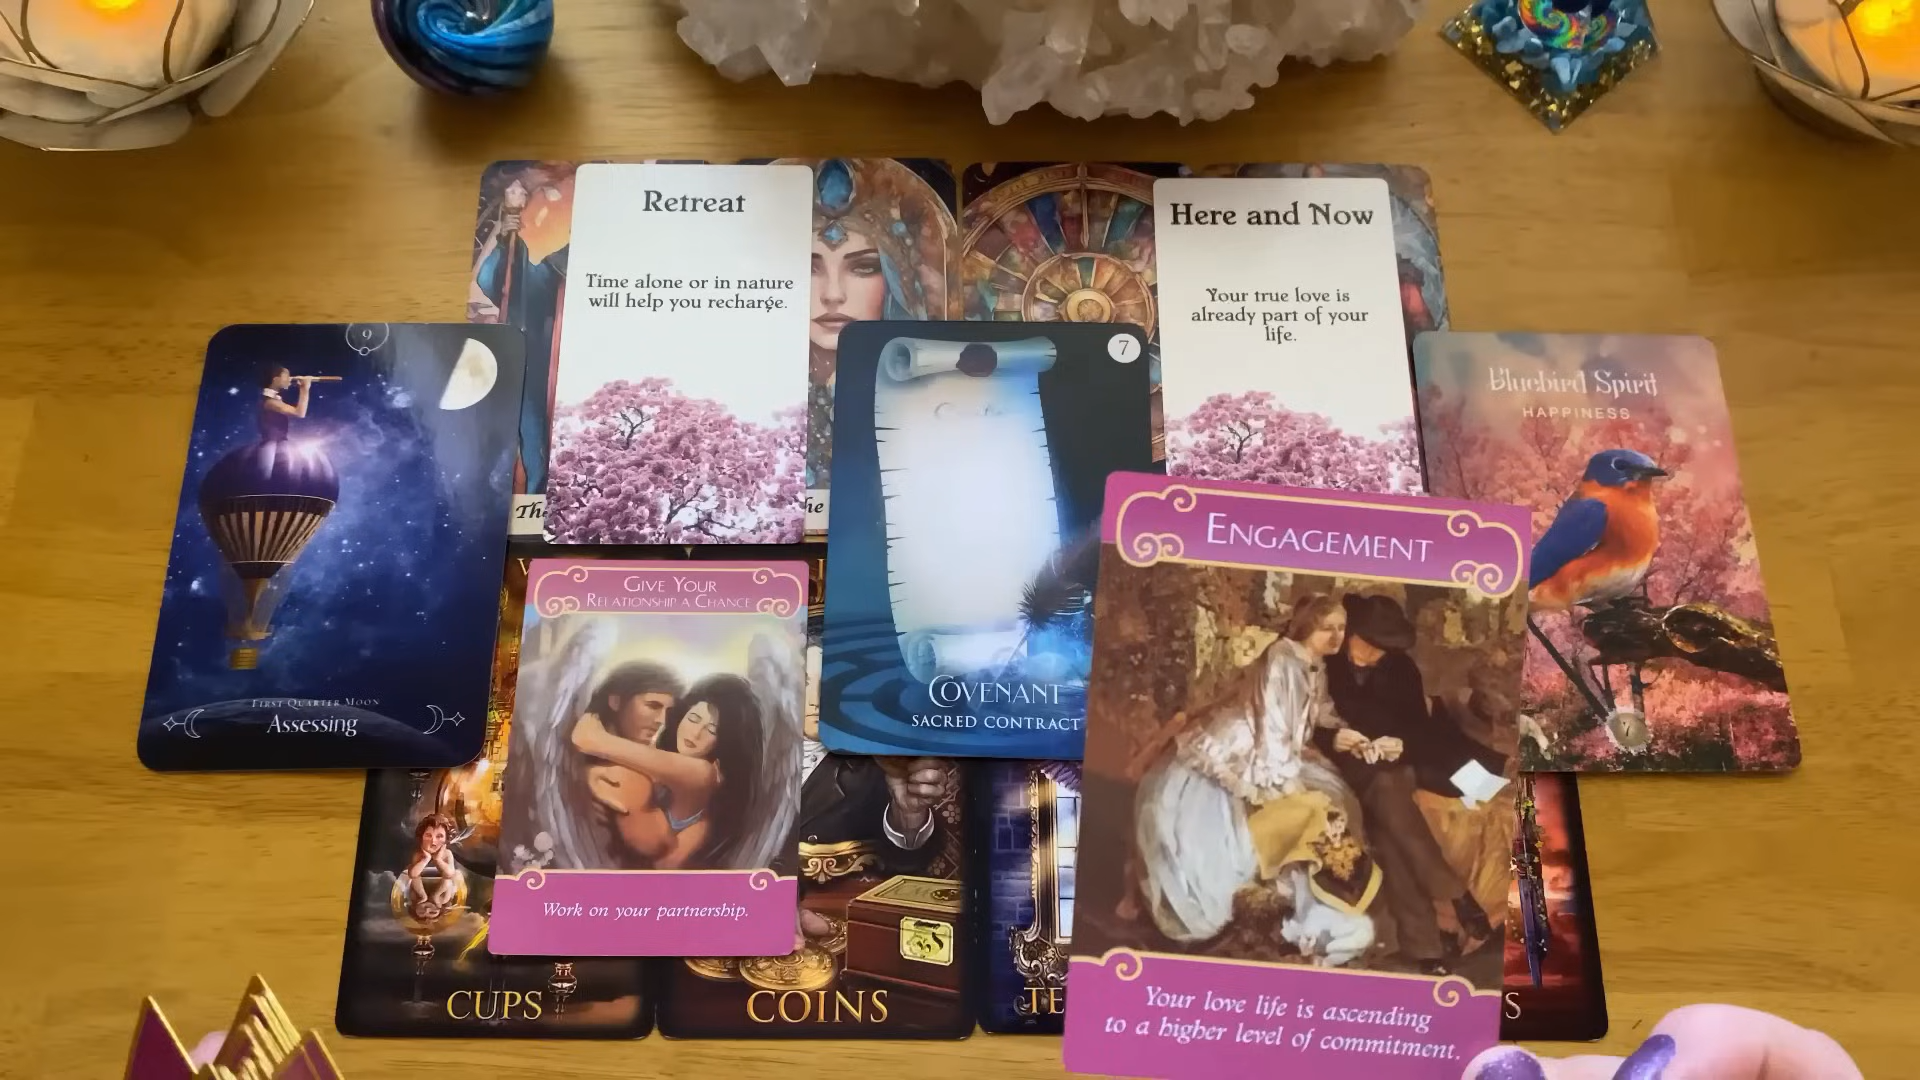 Retreat
Time alone or in nature
will help you recharge.
Here and Now
Your true love is
already part of your
life.
9
FIRST QUARTER MOON
Assessing
7
COVENANT
SACRED CONTRACT
Bluebird Spirit
HAPPINESS
7
GIVE YOUR
RELATIONSHIP A CHANCE
Work on your partnership.
ENGAGEMENT
Your love life is ascending
to a higher level of commitment.
CUPS
COINS